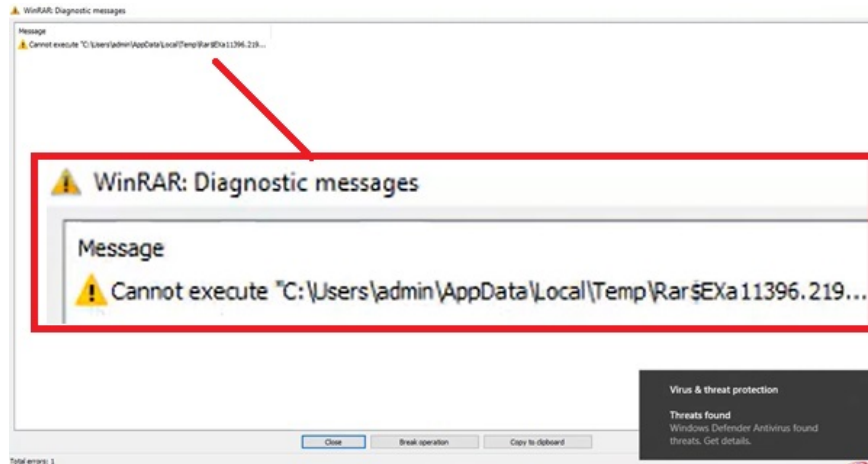 WinRAR: Diagnostic messages
Message
Cannot execute "C:\Users\admin\AppData\Local\Temp\Rar$EXa11396.219...
WinRAR: Diagnostic messages
Message
Cannot execute "C:\Users\admin\AppData\Local\Temp\Rar$EXa11396.219...
Virus & threat protection
Threats found
Windows Defender Antivirus found
threats. Get details.
Close
Break operation
Copy to clipboard
Total errors: 1